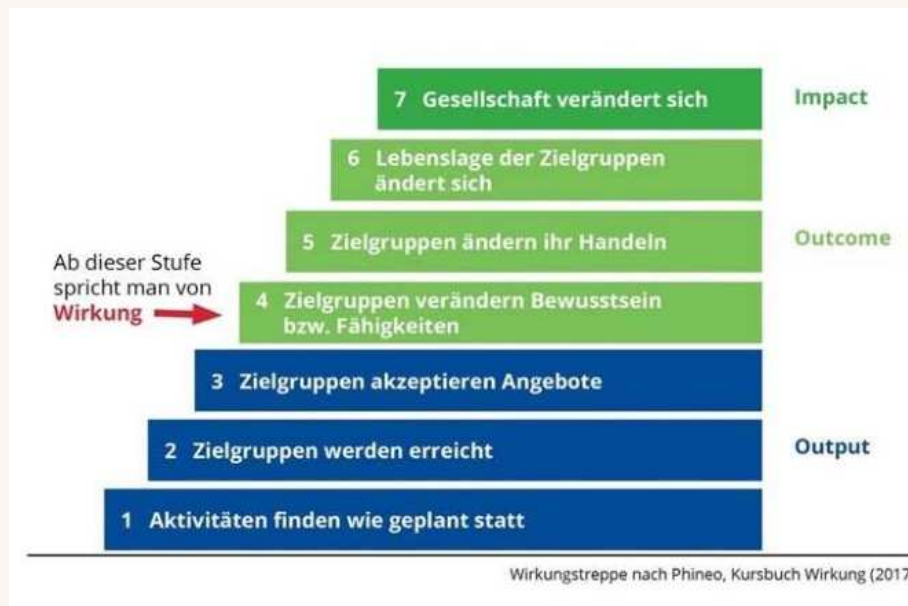 7 Gesellschaft verändert sich
Impact
6 Lebenslage der Zielgruppen
ändert sich
5 Zielgruppen ändern ihr Handeln
Outcome
Ab dieser Stufe
spricht man von
Wirkung
4 Zielgruppen verändern Bewusstsein
bzw. Fähigkeiten
3 Zielgruppen akzeptieren Angebote
2 Zielgruppen werden erreicht
Output
1 Aktivitäten finden wie geplant statt
Wirkungstreppe nach Phineo, Kursbuch Wirkung (2017